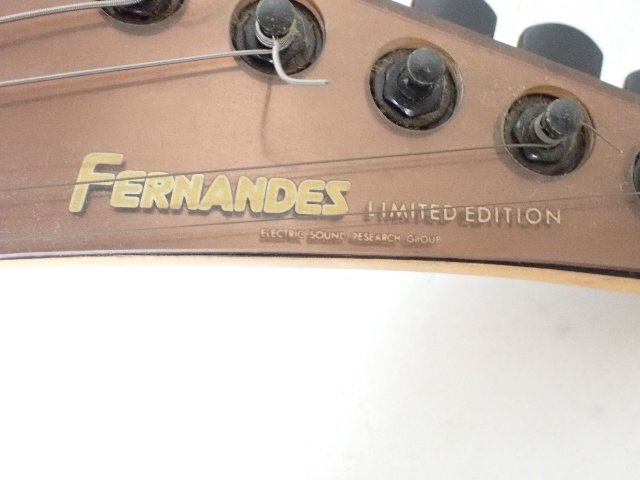 FERNANDES LIMITED EDITION
ELECTRIC SOUND RESEARCH GROUP